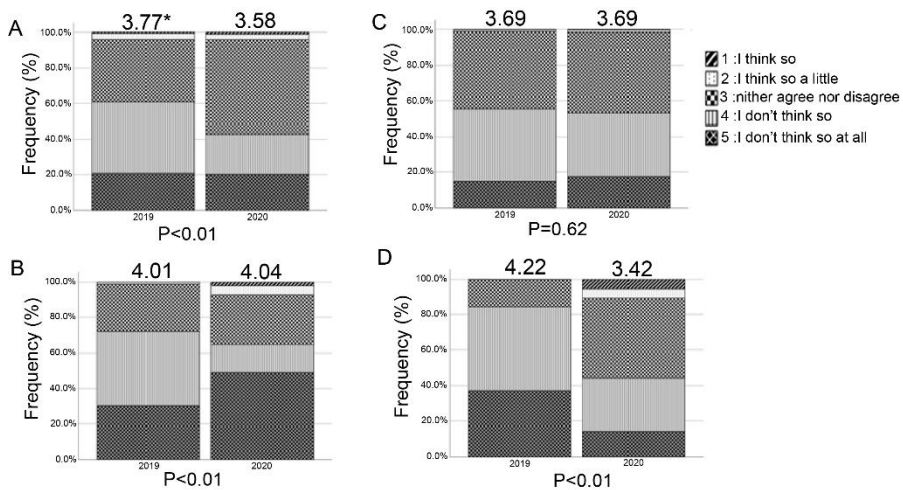 A
3.77* 3.58
Frequency (%)
100.0%
80.0%
60.0%
40.0%
20.0%
0.0%
2019 2020
P<0.01
B
4.01 4.04
Frequency (%)
100.0%
80.0%
60.0%
40.0%
20.0%
0.0%
2019 2020
P<0.01
C
3.69 3.69
Frequency (%)
100.0%
80.0%
60.0%
40.0%
20.0%
0.0%
2019 2020
P=0.62
D
4.22 3.42
Frequency (%)
100.0%
80.0%
60.0%
40.0%
20.0%
0.0%
2019 2020
P<0.01
1 :I think so
2 :I think so a little
3 :nither agree nor disagree
4 :I don't think so
5 :I don't think so at all